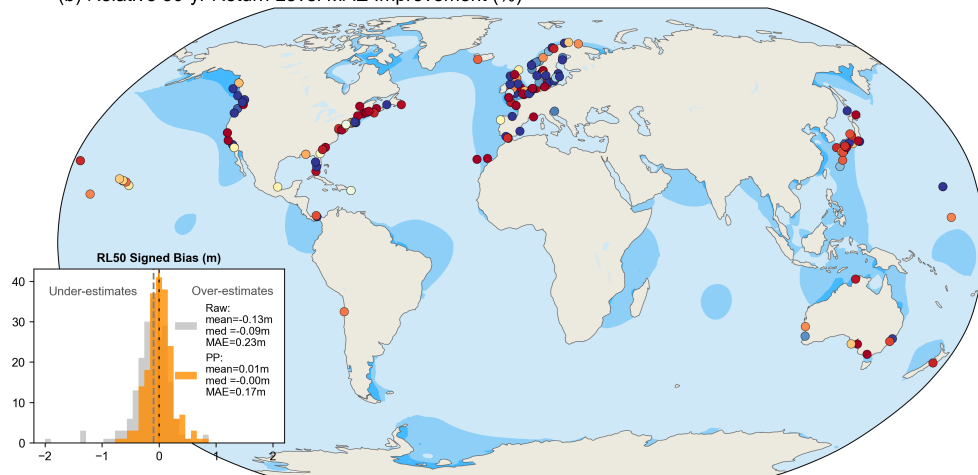 RL50 Signed Bias (m)
Under-estimates
Over-estimates
Raw:
mean=-0.13m
med =-0.09m
MAE=0.23m
PP:
mean=0.01m
med =-0.00m
MAE=0.17m
40
30
20
10
0
−2
−1
0
1
2